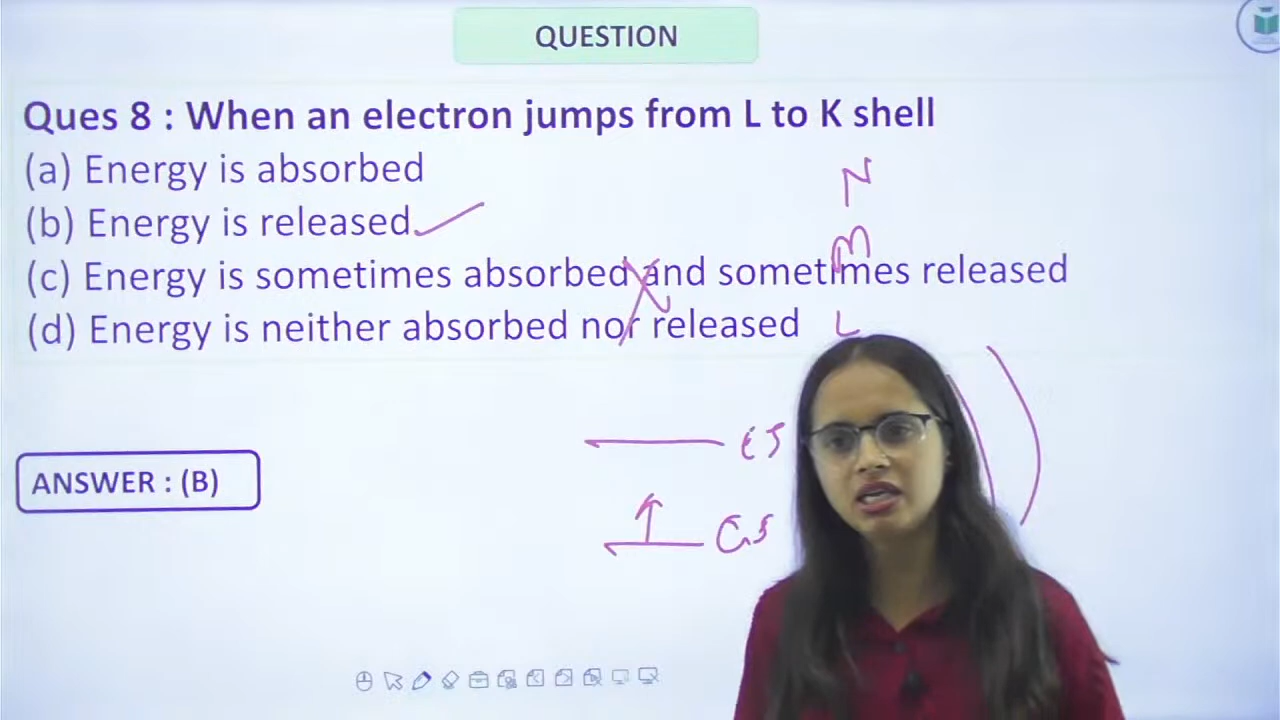 QUESTION
Ques 8 : When an electron jumps from L to K shell
(a) Energy is absorbed
(b) Energy is released
(c) Energy is sometimes absorbed and sometimes released
(d) Energy is neither absorbed nor released
N
M
L
ES
GS
ANSWER : (B)